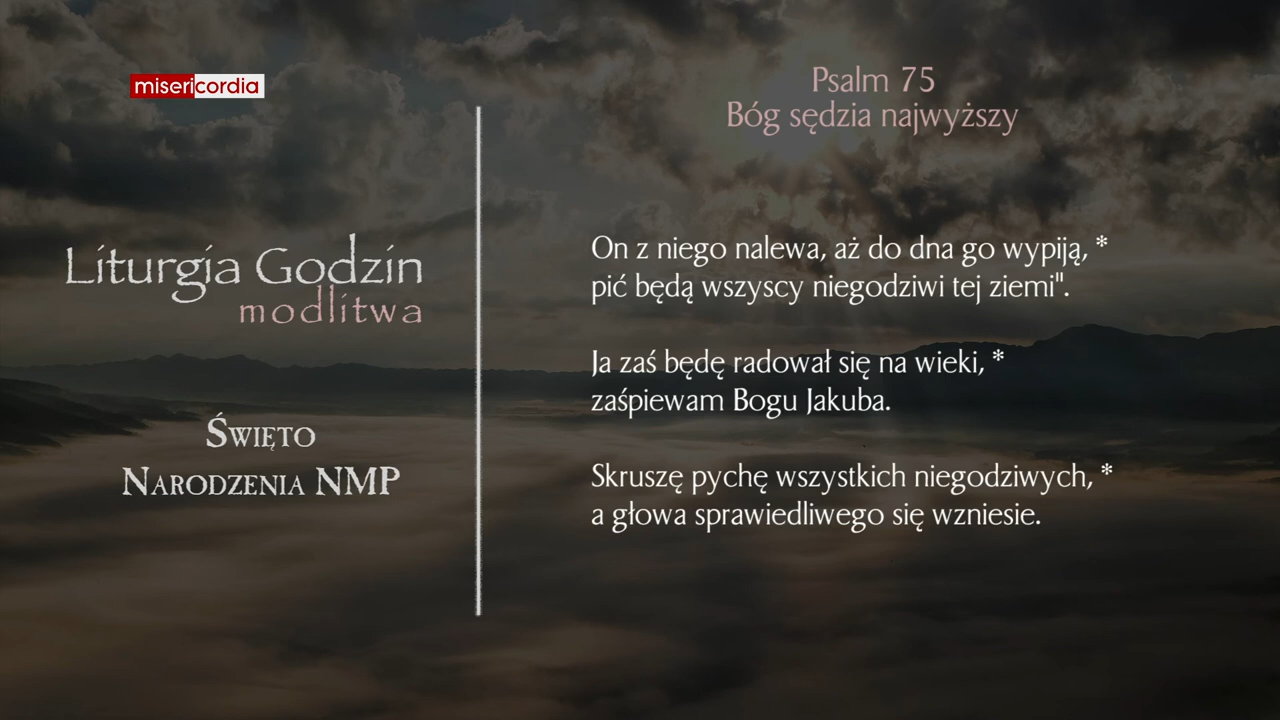 misericordia
Liturgia Godzin
modlitwa
Święto
Narodzenia NMP
Psalm 75
Bóg sędzia najwyższy
On z niego nalewa, aż do dna go wypiją, *
pić będą wszyscy niegodziwi tej ziemi".
Ja zaś będę radował się na wieki, *
zaśpiewam Bogu Jakuba.
Skruszę pychę wszystkich niegodziwych, *
a głowa sprawiedliwego się wzniesie.